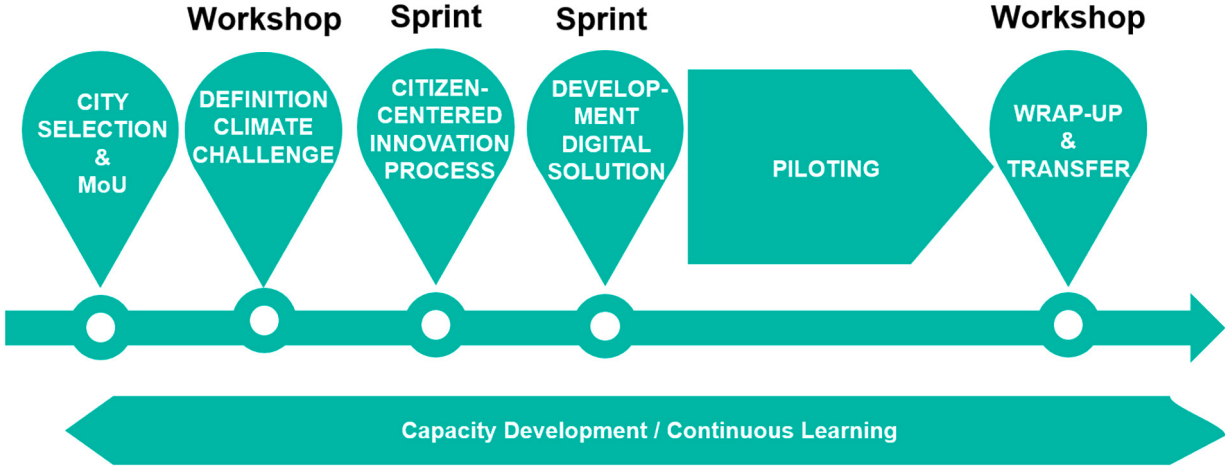 Workshop
Sprint
Sprint
Workshop
CITY
SELECTION
&
MoU
DEFINITION
CLIMATE
CHALLENGE
CITIZEN-
CENTERED
INNOVATION
PROCESS
DEVELOP-
MENT
DIGITAL
SOLUTION
PILOTING
WRAP-UP
&
TRANSFER
Capacity Development / Continuous Learning